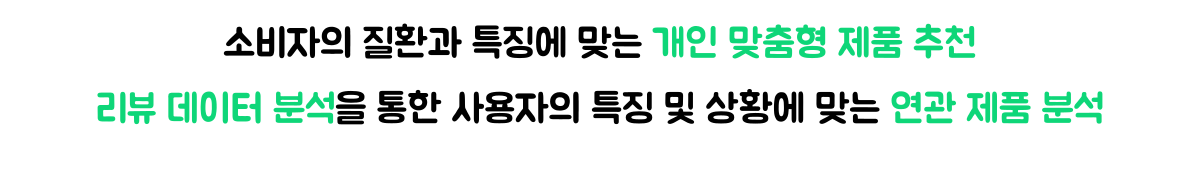 소비자의 질환과 특징에 맞는 개인 맞춤형 제품 추천
리뷰 데이터 분석을 통한 사용자의 특징 및 상황에 맞는 연관 제품 분석